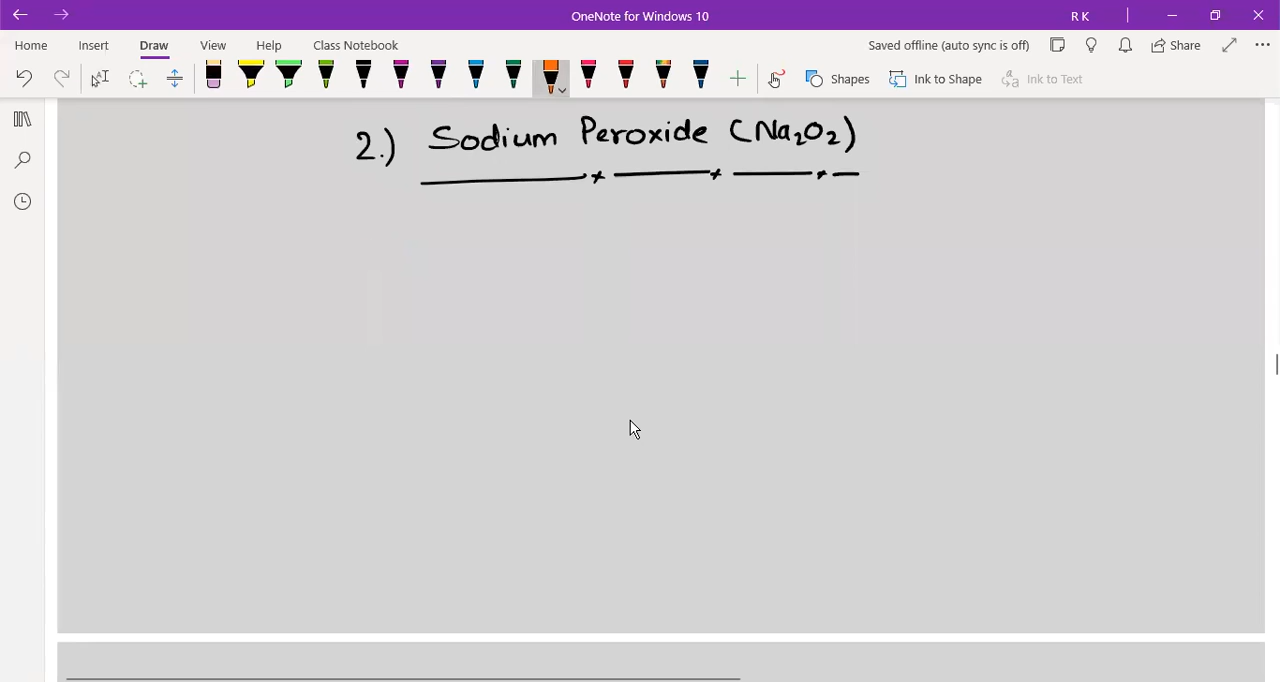 OneNote for Windows 10
R K
Home Insert Draw View Help Class Notebook
Saved offline (auto sync is off) Share
Shapes Ink to Shape Ink to Text
2.) Sodium Peroxide (Na₂O₂)